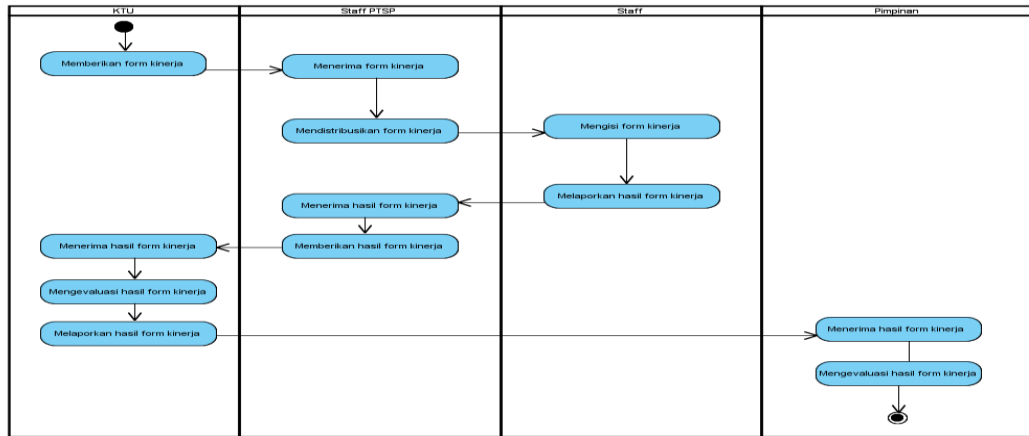 KTU
Staff PTSP
Staff
Pimpinan
Memberikan form kinerja
Menerima form kinerja
Mendistribusikan form kinerja
Mengisi form kinerja
Melaporkan hasil form kinerja
Menerima hasil form kinerja
Memberikan hasil form kinerja
Menerima hasil form kinerja
Mengevaluasi hasil form kinerja
Melaporkan hasil form kinerja
Menerima hasil form kinerja
Mengevaluasi hasil form kinerja